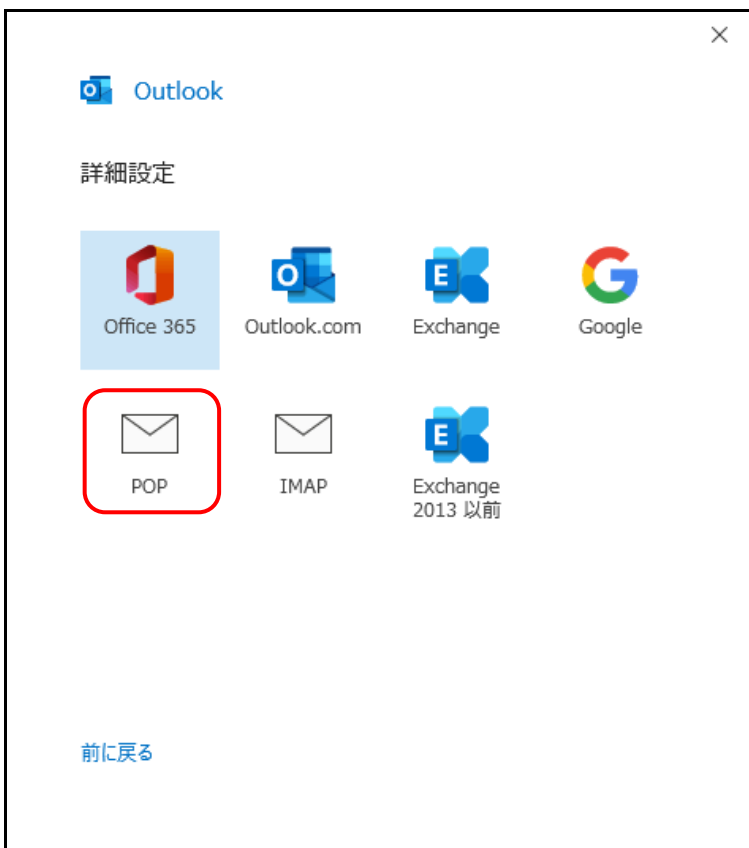 Outlook
詳細設定
Office 365
Outlook.com
Exchange
Google
POP
IMAP
Exchange
2013 以前
前に戻る